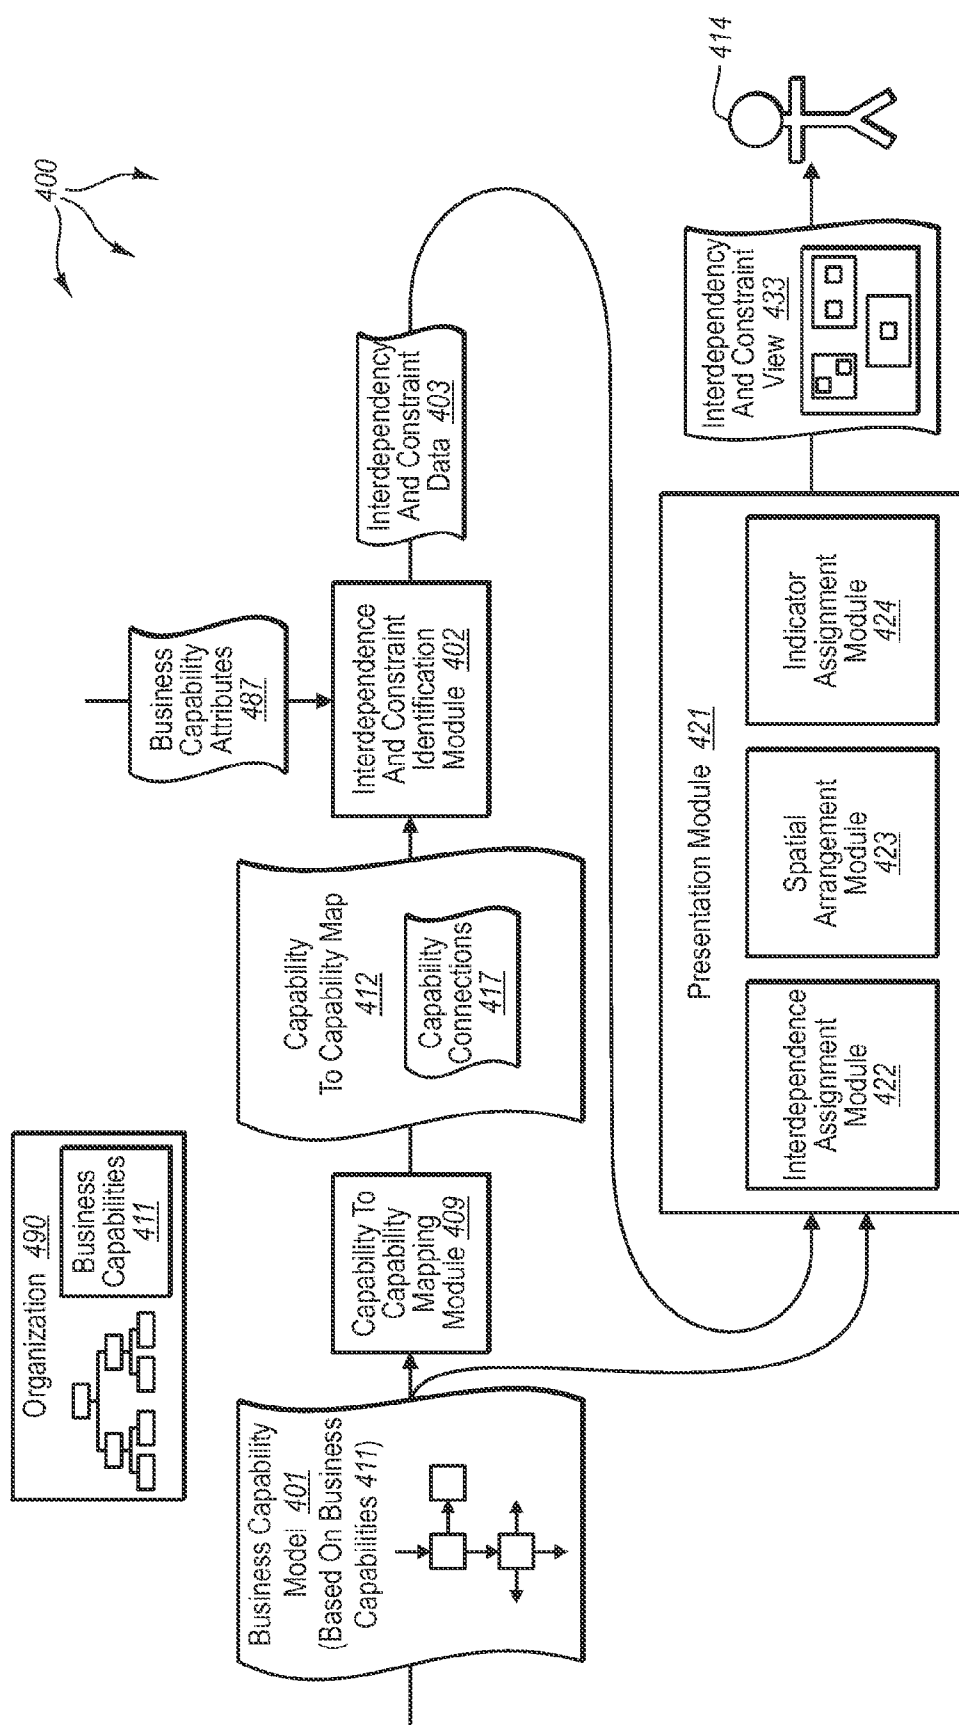 400
Organization 490
Business
Capabilities
411
Business Capability
Model 401
(Based On Business
Capabilities 411)
Capability To
Capability
Mapping
Module 409
Capability
To Capability Map
412
Capability
Connections
417
Business
Capability
Attributes
487
Interdependence
And Constraint
Identification
Module 402
Interdependency
And Constraint
Data 403
Presentation Module 421
Interdependence
Assignment
Module
422
Spatial
Arrangement
Module
423
Indicator
Assignment
Module
424
Interdependency
And Constraint
View 433
414